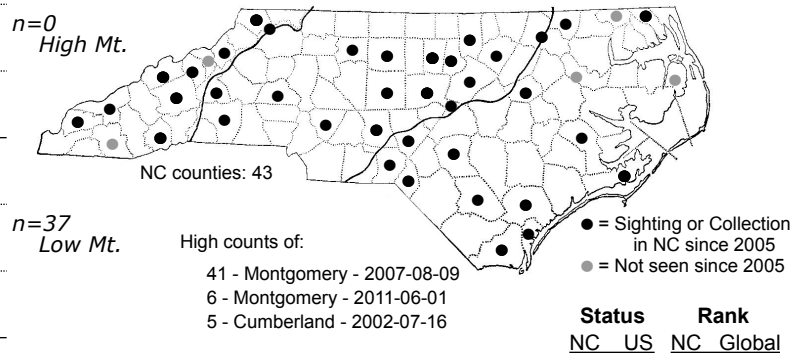 n=0
High Mt.
NC counties: 43
n=37
Low Mt.
High counts of:
41 - Montgomery - 2007-08-09
6 - Montgomery - 2011-06-01
5 - Cumberland - 2002-07-16
= Sighting or Collection
in NC since 2005
= Not seen since 2005
Status Rank
NC US NC Global